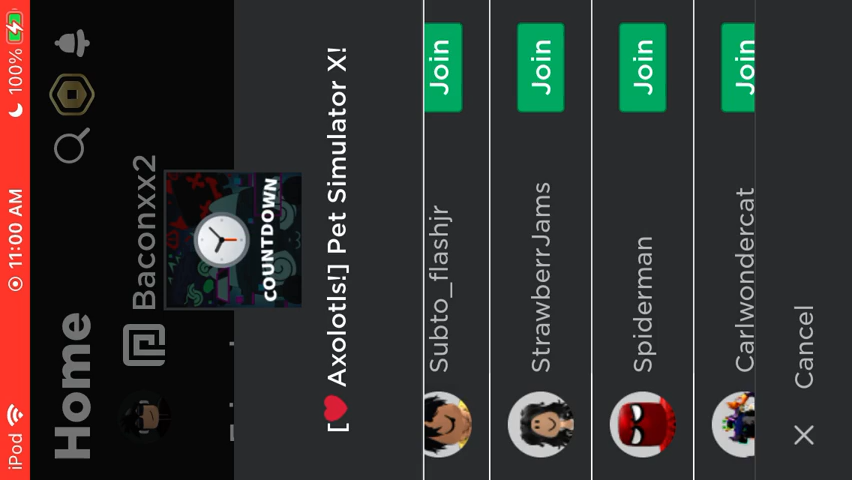 iPod 11:00 AM 100%
Home
Baconxx2
COUNTDOWN
[❤️ Axolotls!] Pet Simulator X!
Subto_flashjr
Join
StrawberrJams
Join
Spiderman
Join
Carlwondercat
Join
Cancel